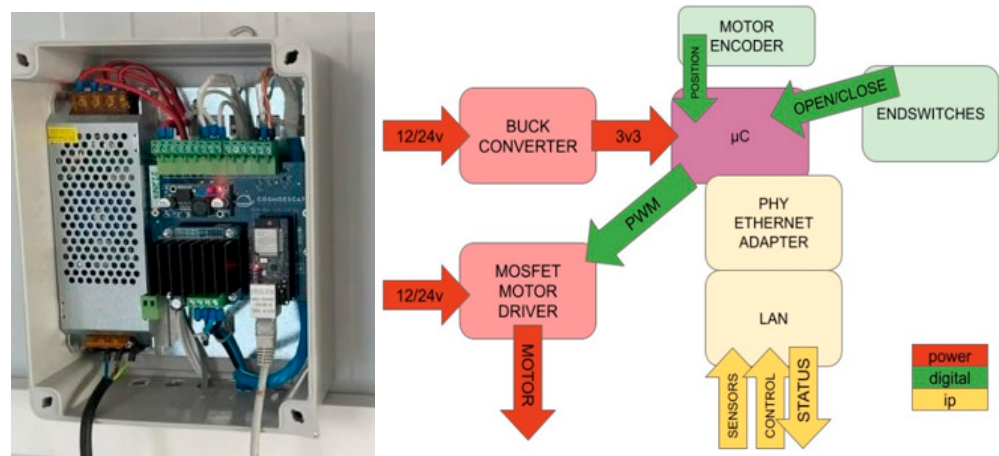 COSMOESCAP
MOTOR
ENCODER
POSITION
OPEN/CLOSE
ENDSWITCHES
12/24v
BUCK
CONVERTER
3v3
µC
PWM
PHY
ETHERNET
ADAPTER
12/24v
MOSFET
MOTOR
DRIVER
LAN
MOTOR
SENSORS
CONTROL
STATUS
power
digital
ip